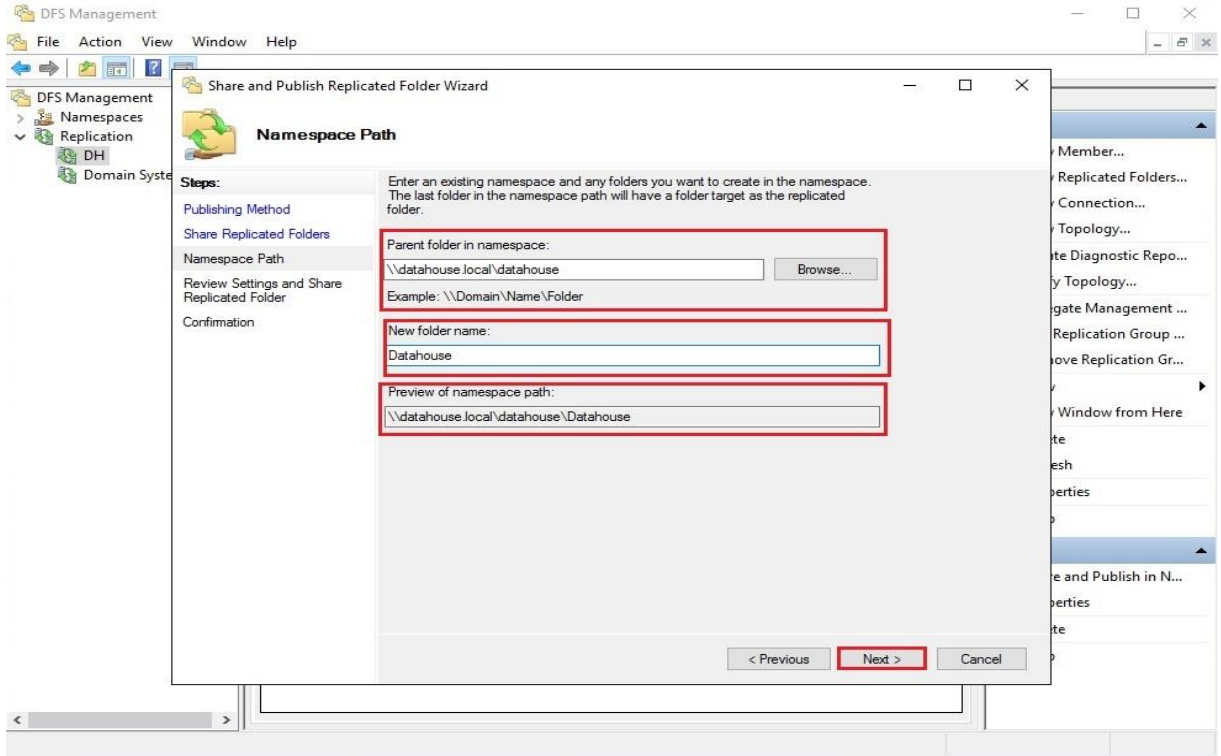 DFS Management
File Action View Window Help
DFS Management
Namespaces
Replication
DH
Domain Syste
Share and Publish Replicated Folder Wizard
Namespace Path
Steps:
Publishing Method
Share Replicated Folders
Namespace Path
Review Settings and Share
Replicated Folder
Confirmation
Enter an existing namespace and any folders you want to create in the namespace.
The last folder in the namespace path will have a folder target as the replicated
folder.
Parent folder in namespace:
\\datahouse.local\datahouse
Browse...
Example: \\Domain\Name\Folder
New folder name:
Datahouse
Preview of namespace path:
\\datahouse.local\datahouse\Datahouse
< Previous
Next >
Cancel
Member...
Replicated Folders...
Connection...
Topology...
te Diagnostic Repo...
y Topology...
gate Management ...
Replication Group ...
ove Replication Gr...
Window from Here
te
esh
perties
e and Publish in N...
perties
te